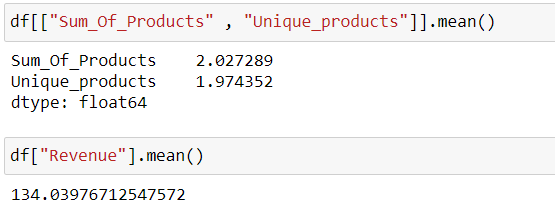 df[["Sum_Of_Products" , "Unique_products"]].mean()
Sum_Of_Products    2.027289
Unique_products    1.974352
dtype: float64
df["Revenue"].mean()
134.03976712547572